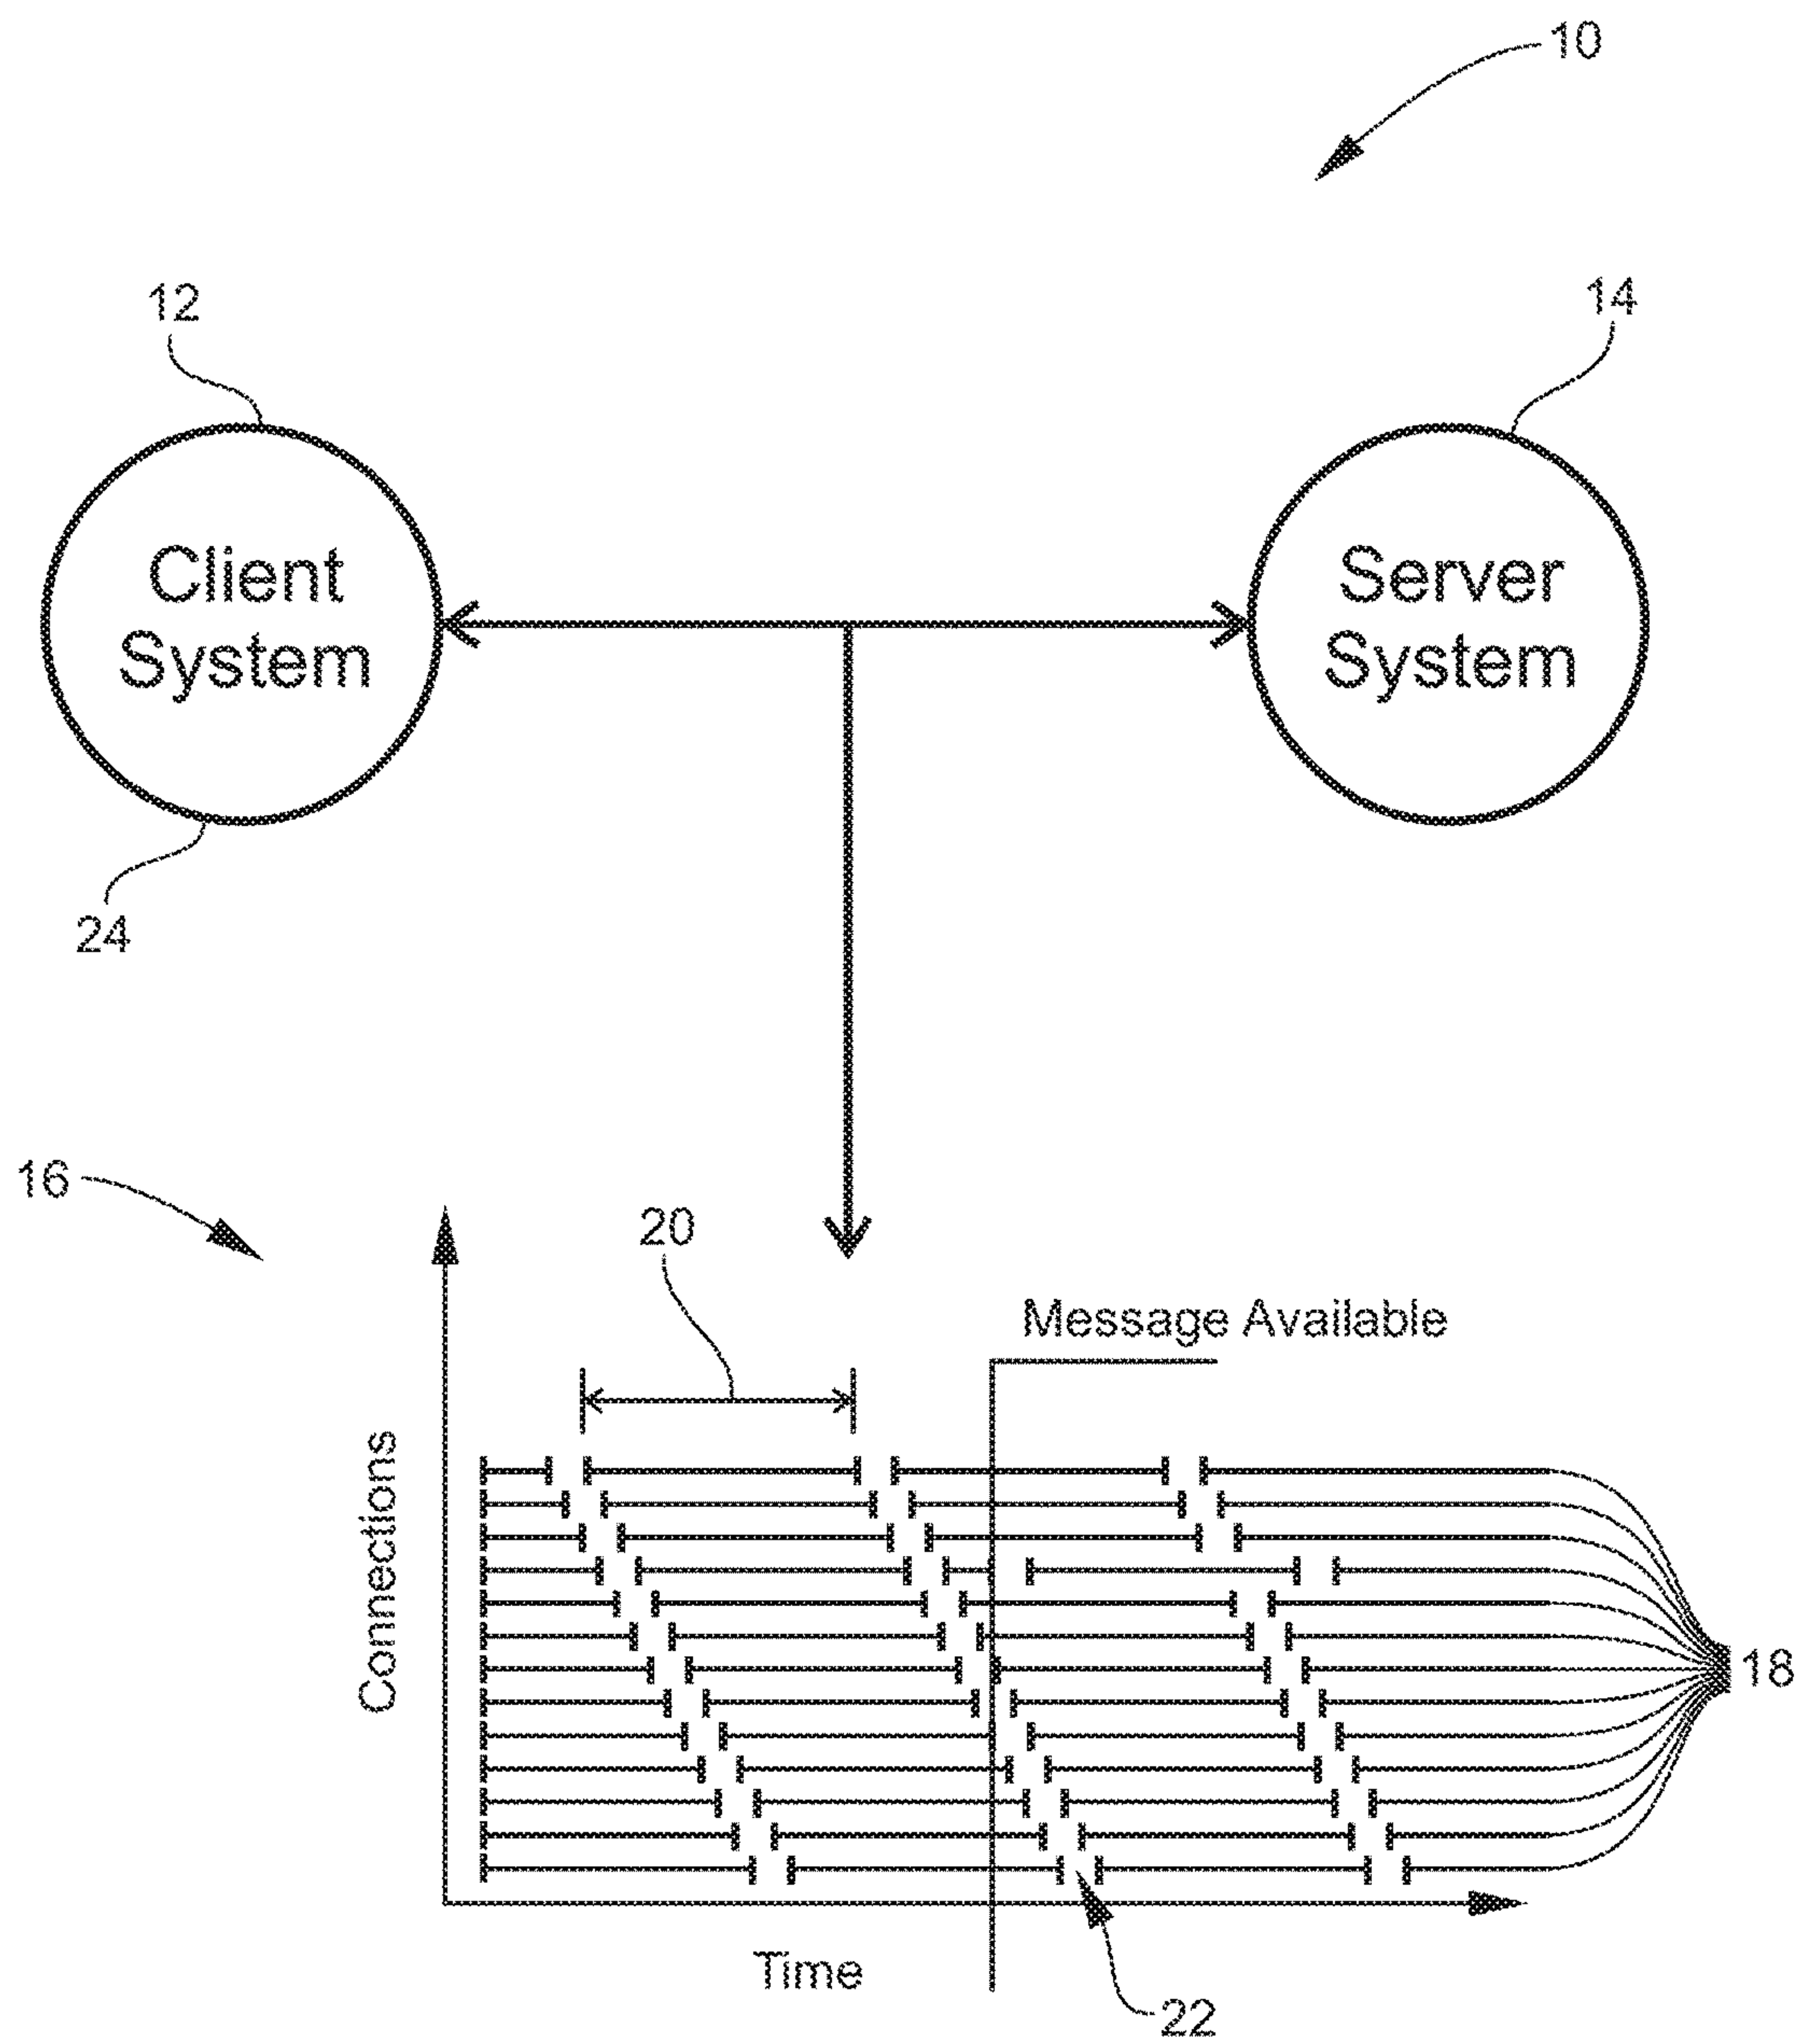 10
12
14
Client
System
Server
System
24
16
20
Message Available
Connections
18
Time
22